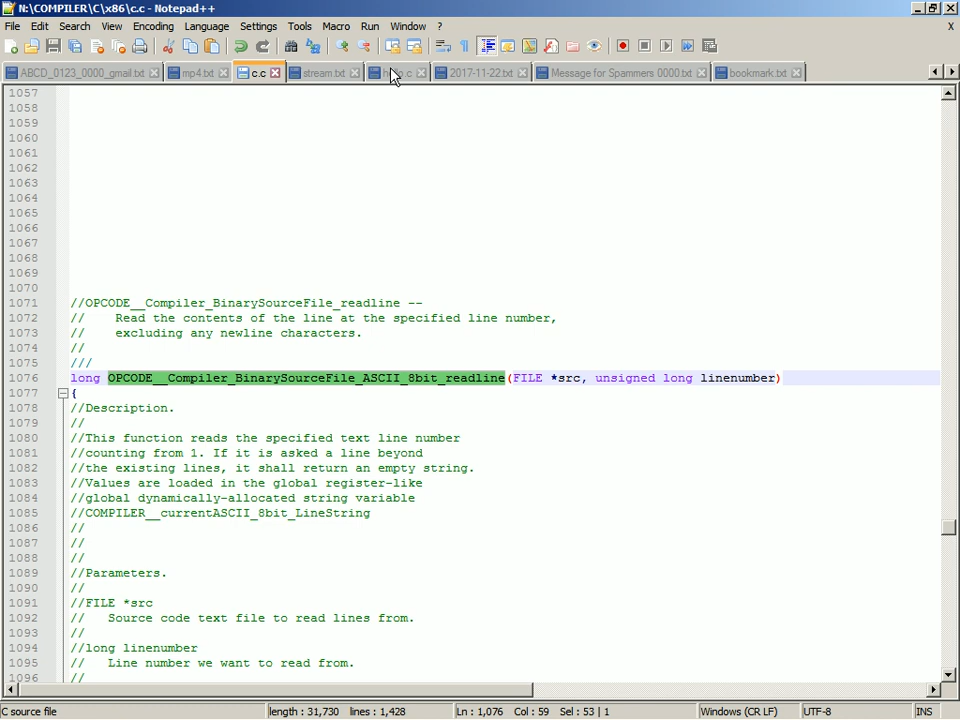 N:\COMPILER\C\x86\c.c - Notepad++
File Edit Search View Encoding Language Settings Tools Macro Run Window ? X
ABCD_0123_0000_gmail.txt mp4.txt c.c stream.txt 2017-11-22.txt Message for Spammers 0000.txt bookmark.txt
1057
1058
1059
1060
1061
1062
1063
1064
1065
1066
1067
1068
1069
1070
1071 //OPCODE__Compiler_BinarySourceFile_readline --
1072 // Read the contents of the line at the specified line number,
1073 // excluding any newline characters.
1074 //
1075 ///
1076 long OPCODE__Compiler_BinarySourceFile_ASCII_8bit_readline(FILE *src, unsigned long linenumber)
1077 {
1078 //Description.
1079 //
1080 //This function reads the specified text line number
1081 //counting from 1. If it is asked a line beyond
1082 //the existing lines, it shall return an empty string.
1083 //Values are loaded in the global register-like
1084 //global dynamically-allocated string variable
1085 //COMPILER__currentASCII_8bit_LineString
1086 //
1087 //
1088 //
1089 //Parameters.
1090 //
1091 //FILE *src
1092 // Source code text file to read lines from.
1093 //
1094 //long linenumber
1095 // Line number we want to read from.
1096 //
C source file length : 31,730 lines : 1,428 Ln : 1,076 Col : 59 Sel : 53 | 1 Windows (CR LF) UTF-8 INS